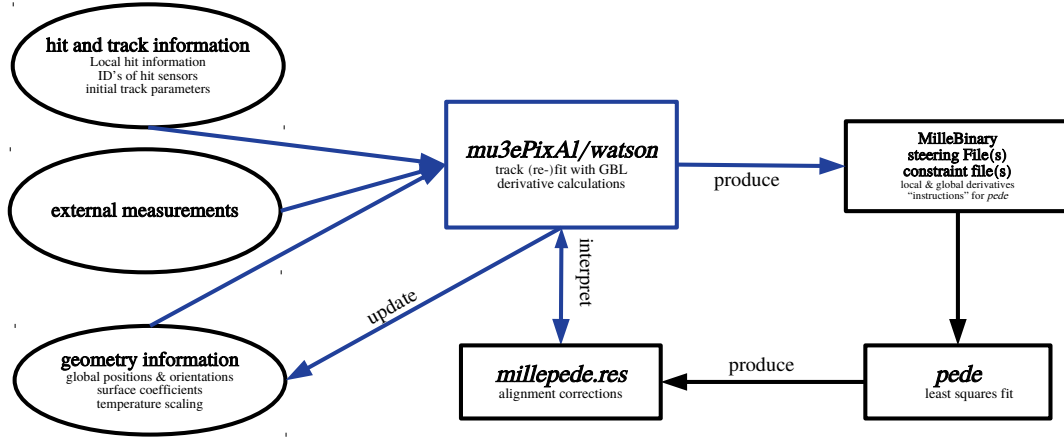 hit and track information
Local hit information
ID's of hit sensors
initial track parameters
external measurements
geometry information
global positions & orientations
surface coefficients
temperature scaling
mu3ePixAl/watson
track (re-)fit with GBL
derivative calculations
produce
MilleBinary
steering File(s)
constraint file(s)
local & global derivatives
“instructions” for pede
interpret
update
millepede.res
alignment corrections
produce
pede
least squares fit